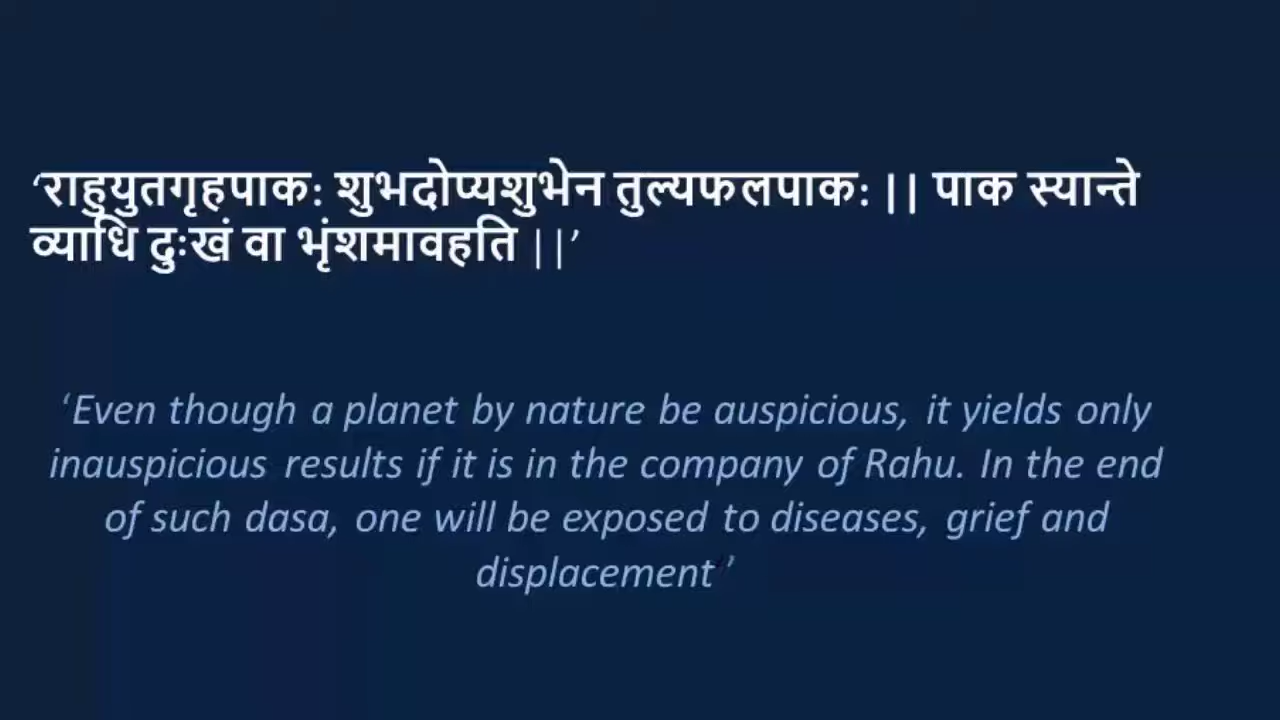 ‘राहुयुतगृहपाकः शुभदोप्यशुभेन तुल्यफलपाकः || पाक स्यान्ते
व्याधि दुःखं वा भृंशमावहति ||’
‘Even though a planet by nature be auspicious, it yields only
inauspicious results if it is in the company of Rahu. In the end
of such dasa, one will be exposed to diseases, grief and
displacement’’